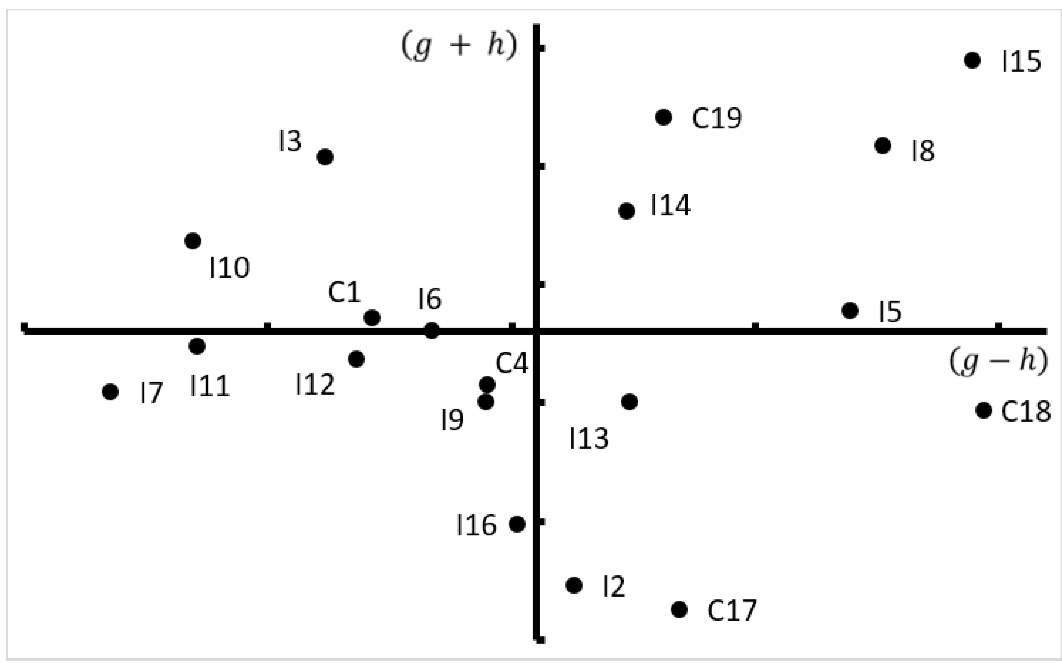 (g + h)
I15
C19
I8
I3
I14
I10
C1
I6
I5
(g − h)
C4
I7
I11
I12
C18
I9
I13
I16
I2
C17